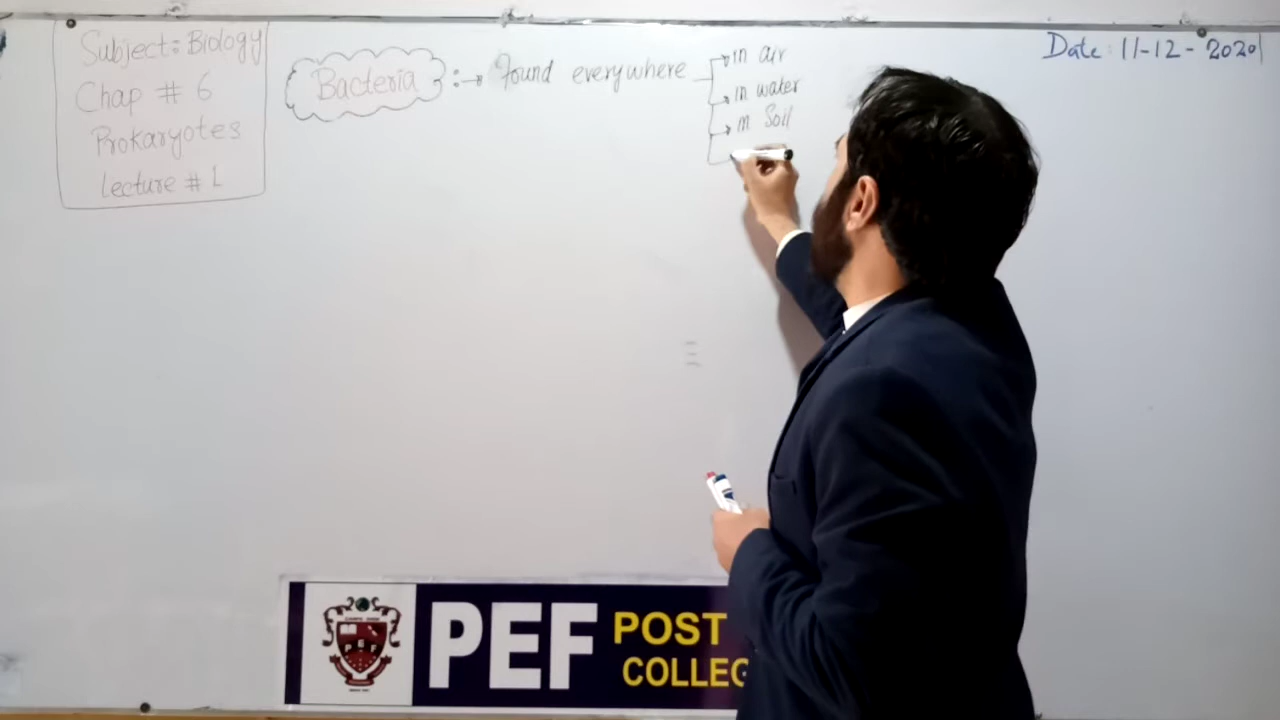 Subject: Biology
Chap # 6
Prokaryotes
Lecture # 1
Bacteria :→ Found everywhere
→ in air
→ in water
→ in Soil
Date: 11-12-2020
PEF
PEF POST
COLLEG